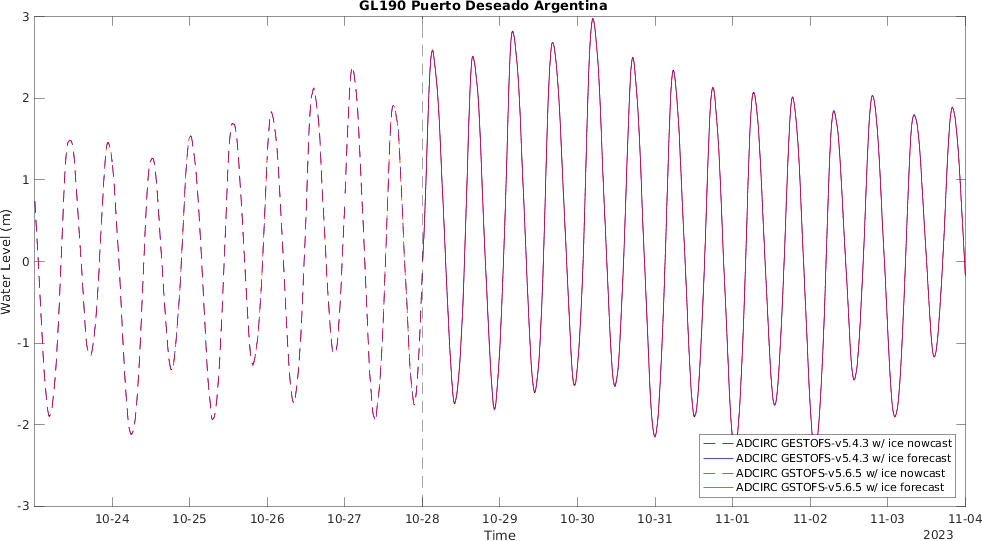 GL190 Puerto Deseado Argentina
3
2
1
0
-1
-2
-3
Water Level (m)
ADCIRC GESTOFS-v5.4.3 w/ ice nowcast
ADCIRC GESTOFS-v5.4.3 w/ ice forecast
ADCIRC GSTOFS-v5.6.5 w/ ice nowcast
ADCIRC GSTOFS-v5.6.5 w/ ice forecast
10-24 10-25 10-26 10-27 10-28 10-29 10-30 10-31 11-01 11-02 11-03 11-04
Time
2023